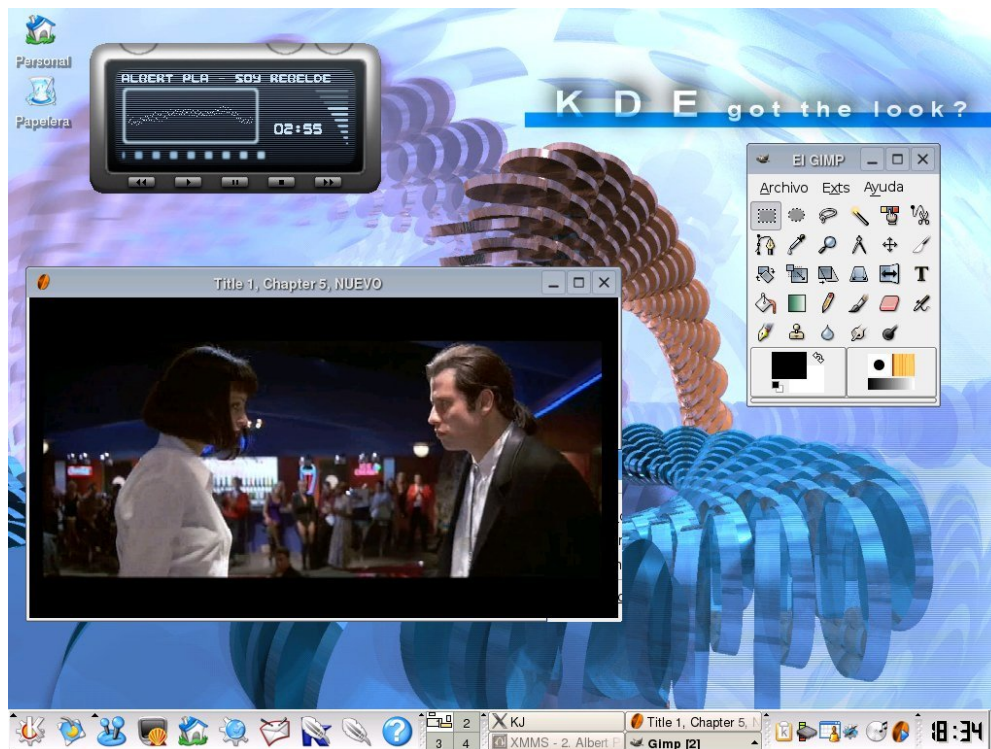 Personal
Papelera
ALBERT PLA - SOY REBELDE
02:55
KDE got the look?
El GIMP
Archivo Exts Ayuda
Title 1, Chapter 5, NUEVO
T
2
3 4
KJ
XMMS - 2. Albert P
Title 1, Chapter 5, N
Gimp [2]
18:34